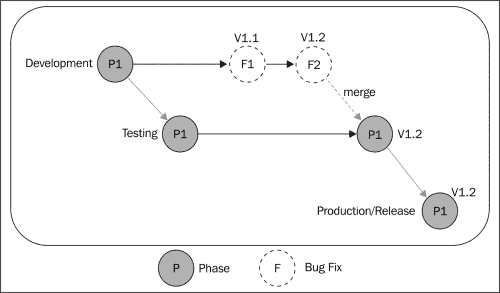 V1.1 V1.2
Development P1 F1 F2
merge
Testing P1 P1 V1.2
V1.2
Production/Release P1
P Phase F Bug Fix